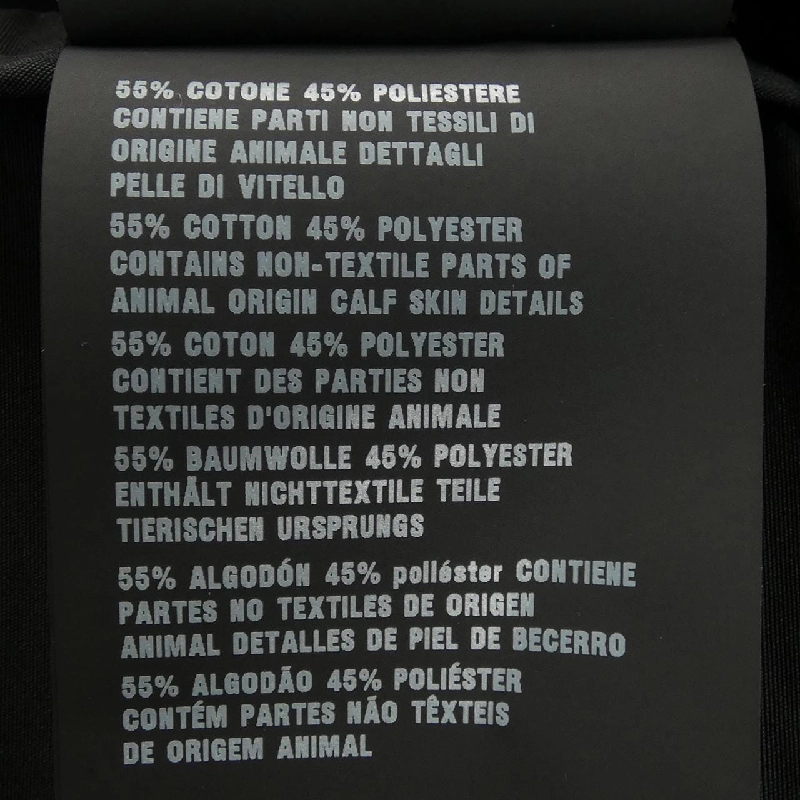 55% COTONE 45% POLIESTERE
CONTIENE PARTI NON TESSILI DI
ORIGINE ANIMALE DETTAGLI
PELLE DI VITELLO
55% COTTON 45% POLYESTER
CONTAINS NON-TEXTILE PARTS OF
ANIMAL ORIGIN CALF SKIN DETAILS
55% COTON 45% POLYESTER
CONTIENT DES PARTIES NON
TEXTILES D'ORIGINE ANIMALE
55% BAUMWOLLE 45% POLYESTER
ENTHÄLT NICHTTEXTILE TEILE
TIERISCHEN URSPRUNGS
55% ALGODÓN 45% poliéster CONTIENE
PARTES NO TEXTILES DE ORIGEN
ANIMAL DETALLES DE PIEL DE BECERRO
55% ALGODÃO 45% POLIÉSTER
CONTÉM PARTES NÃO TÊXTEIS
DE ORIGEM ANIMAL